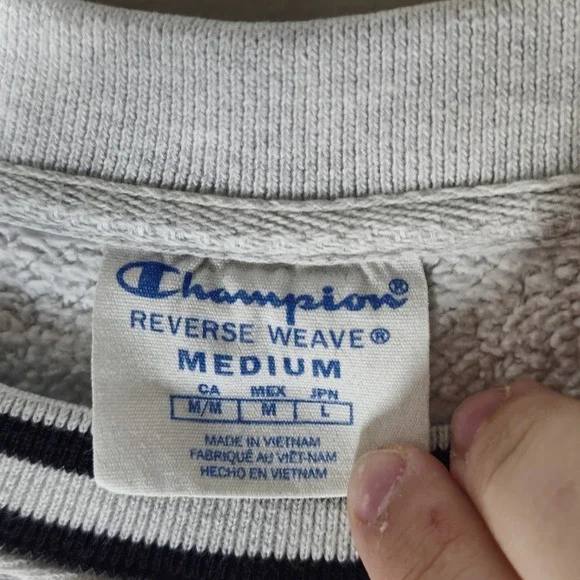 Champion®
REVERSE WEAVE®
MEDIUM
CA MEX JPN
M/M M L
MADE IN VIETNAM
FABRIQUÉ AU VIÊT-NAM
HECHO EN VIETNAM